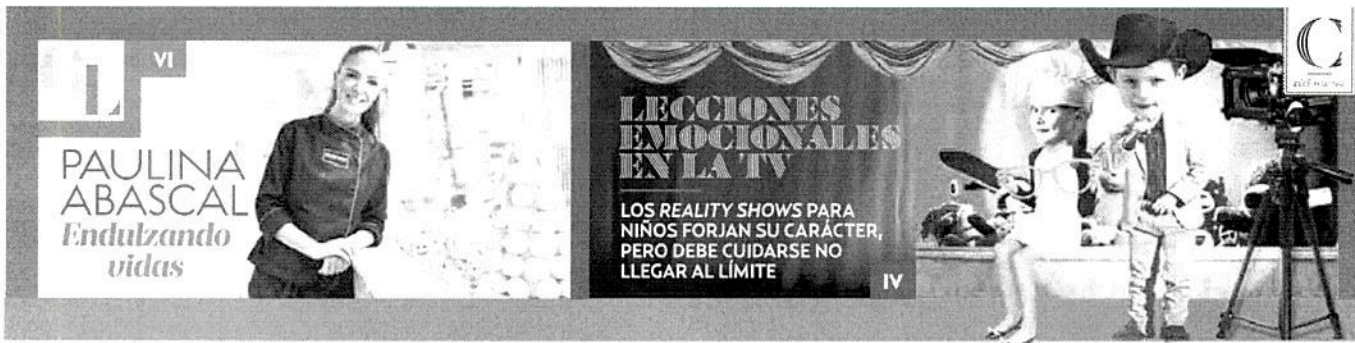 VI
PAULINA
ABASCAL
Endulzando
vidas
LECCIONES
EMOCIONALES
EN LA TV
LOS REALITY SHOWS PARA
NIÑOS FORJAN SU CARÁCTER,
PERO DEBE CUIDARSE NO
LLEGAR AL LÍMITE
IV
C